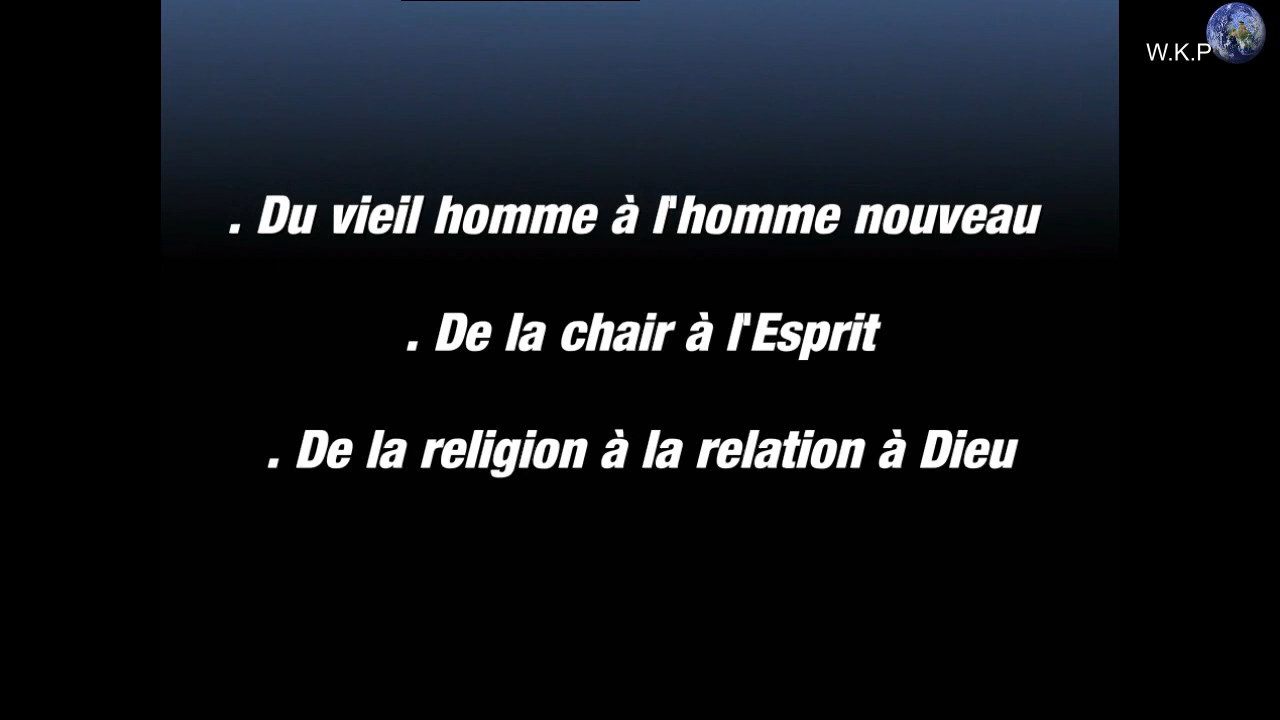 W.K.P
. Du vieil homme à l'homme nouveau
. De la chair à l'Esprit
. De la religion à la relation à Dieu